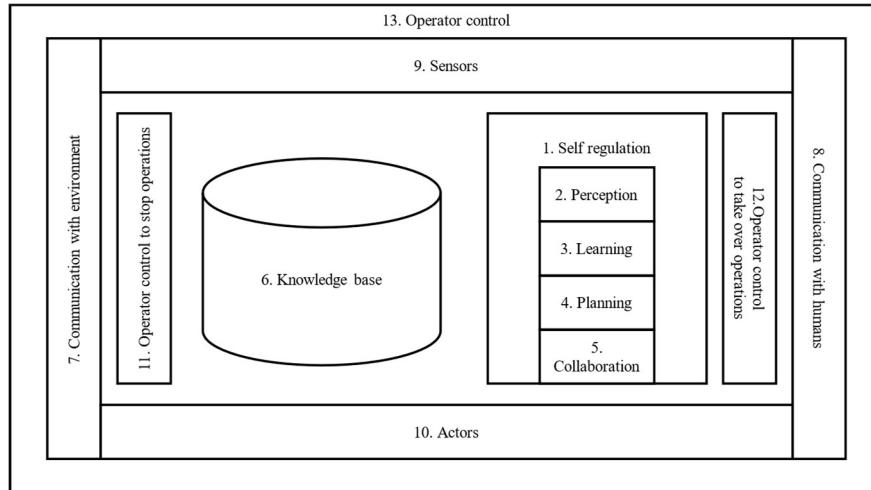 13. Operator control
9. Sensors
7. Communication with environment
11. Operator control to stop operations
6. Knowledge base
1. Self regulation
2. Perception
3. Learning
4. Planning
5.
Collaboration
12.Operator control
to take over operations
8. Communication with humans
10. Actors